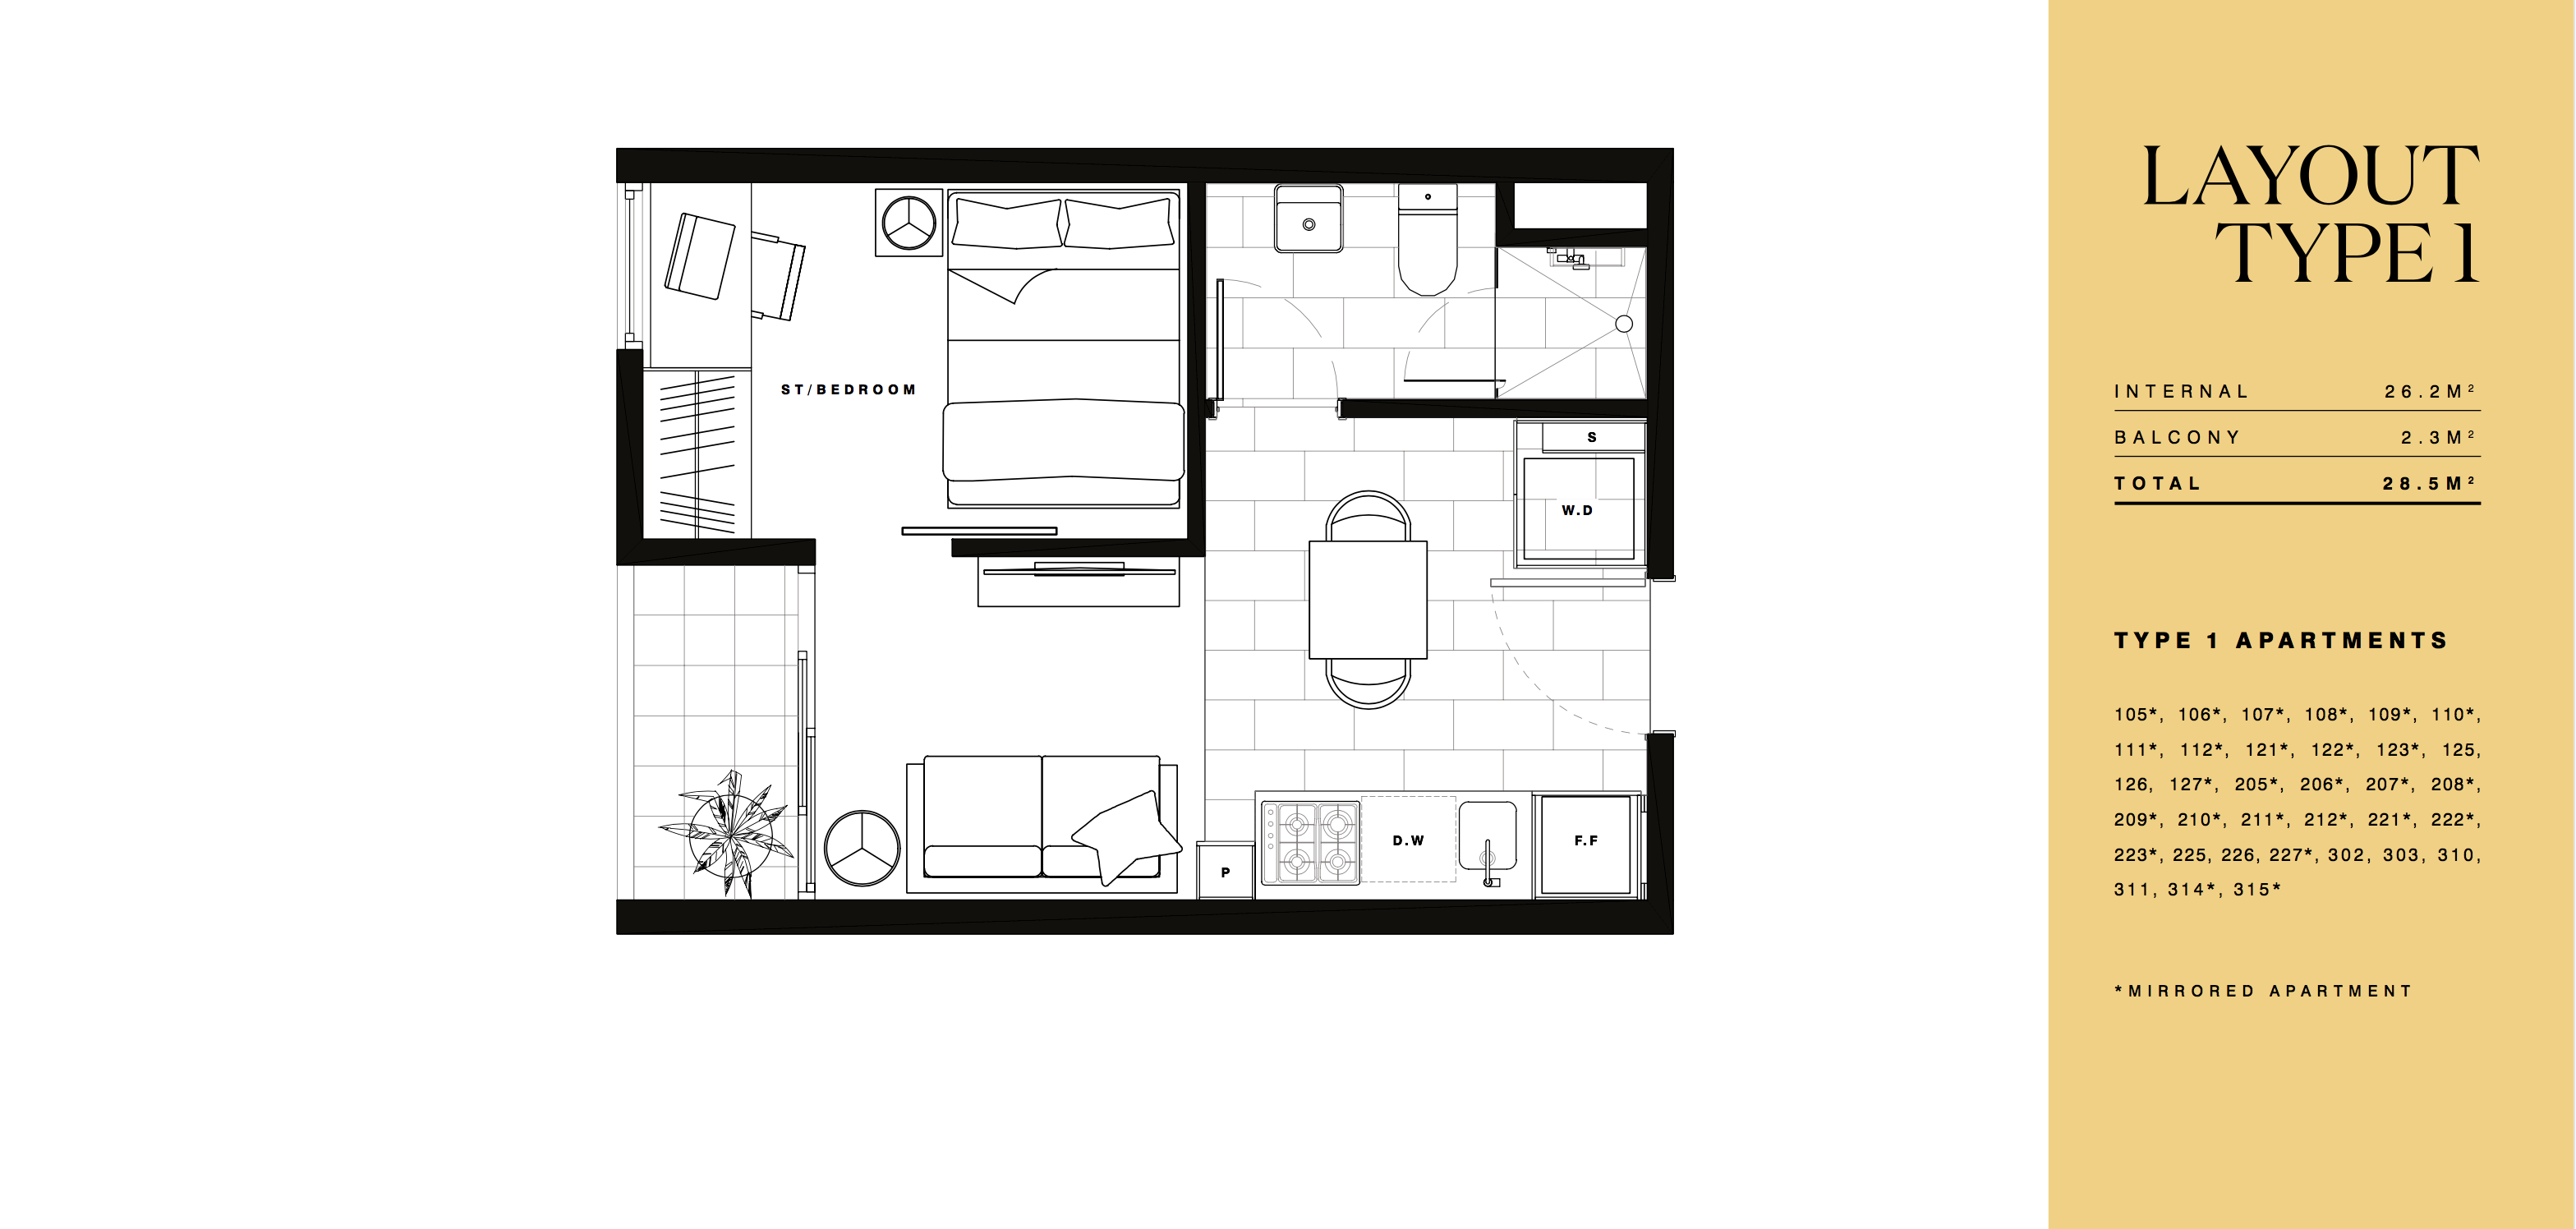 ST/BEDROOM
S
W.D
D.W
F.F
P
LAYOUT
TYPE 1
INTERNAL 26.2M²
BALCONY 2.3M²
TOTAL 28.5M²
TYPE 1 APARTMENTS
105*, 106*, 107*, 108*, 109*, 110*,
111*, 112*, 121*, 122*, 123*, 125,
126, 127*, 205*, 206*, 207*, 208*,
209*, 210*, 211*, 212*, 221*, 222*,
223*, 225, 226, 227*, 302, 303, 310,
311, 314*, 315*
*MIRRORED APARTMENT